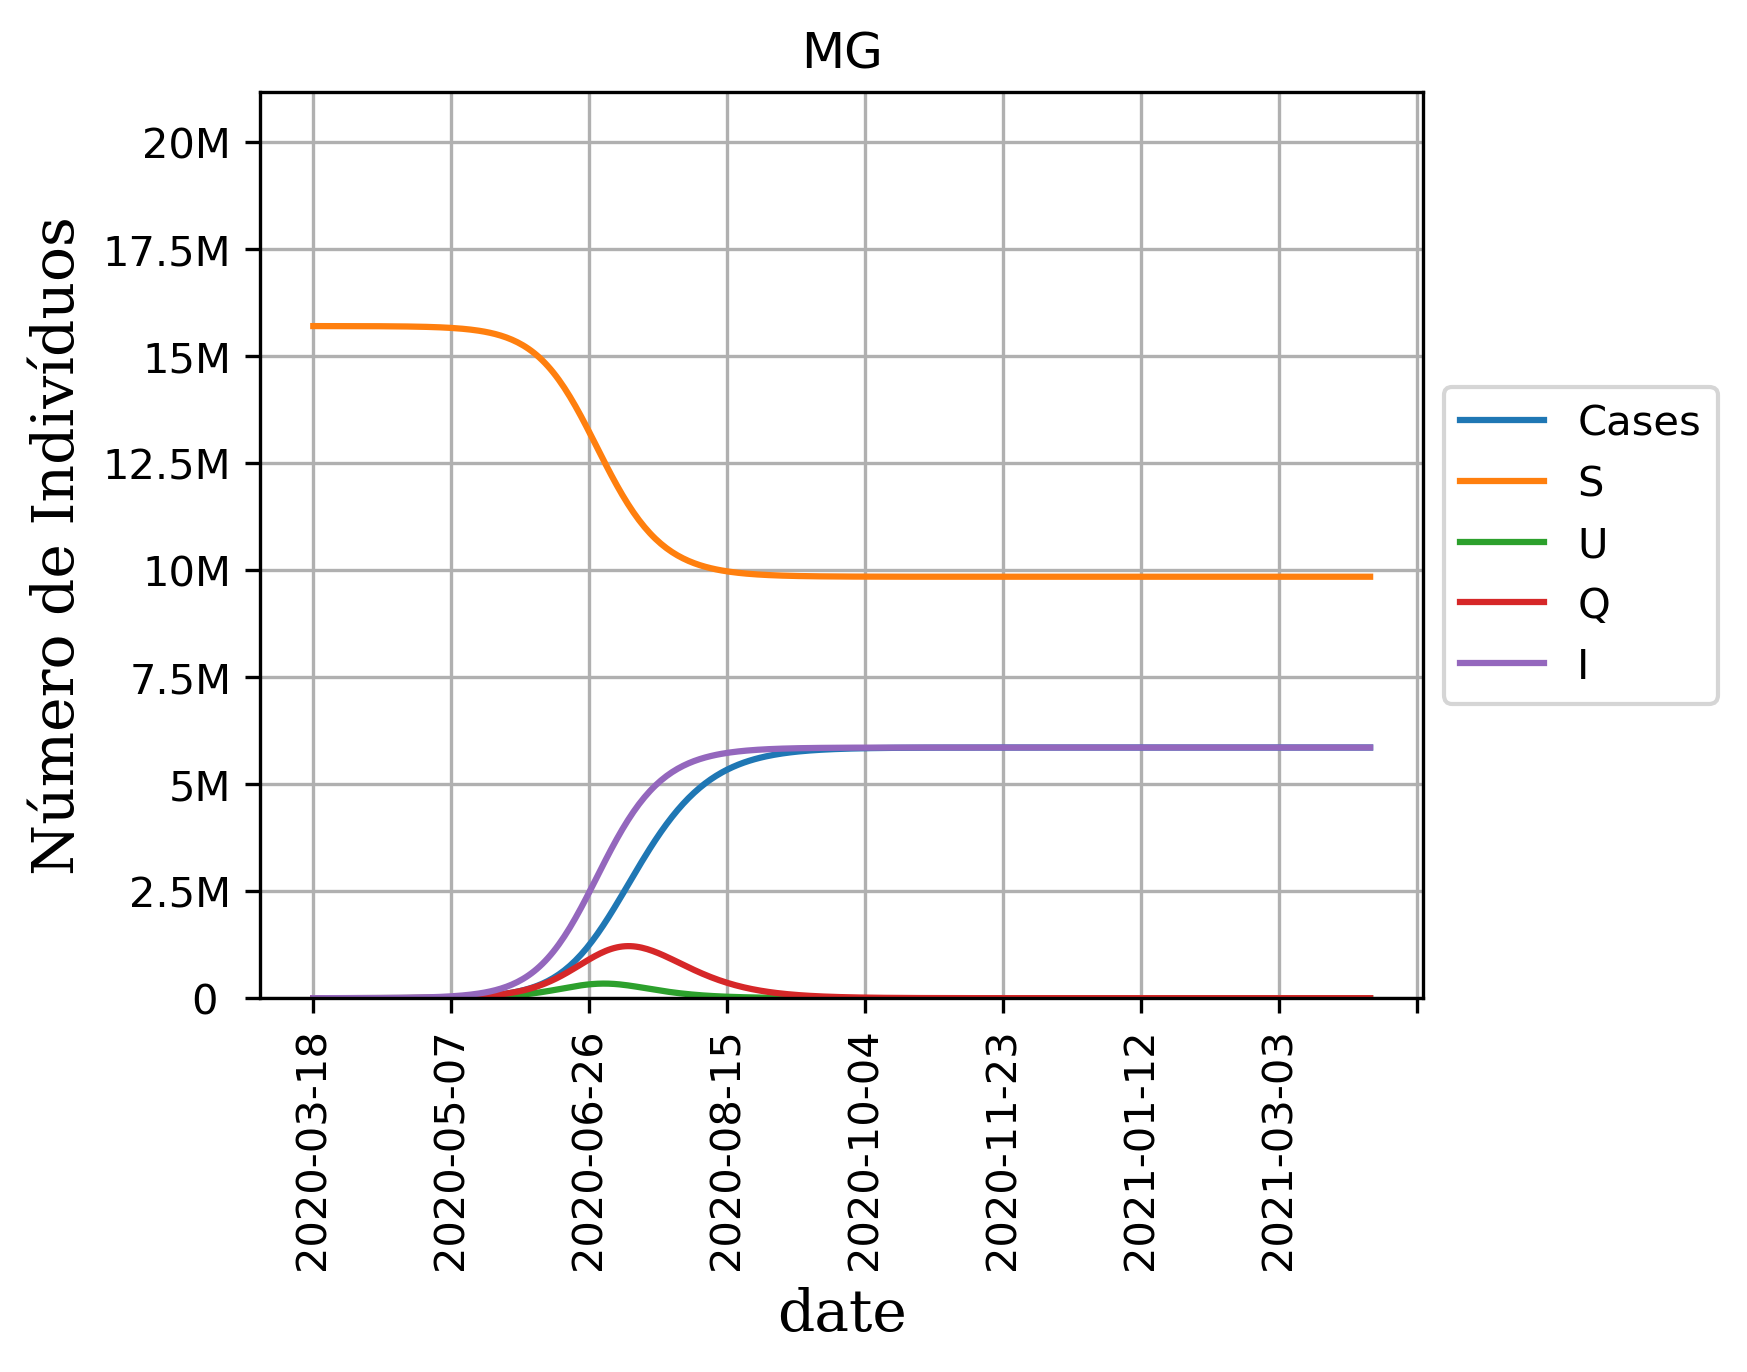 MG
Número de Indivíduos
20M
17.5M
15M
12.5M
10M
7.5M
5M
2.5M
0
Cases
S
U
Q
I
2020-03-18
2020-05-07
2020-06-26
2020-08-15
2020-10-04
2020-11-23
2021-01-12
2021-03-03
date